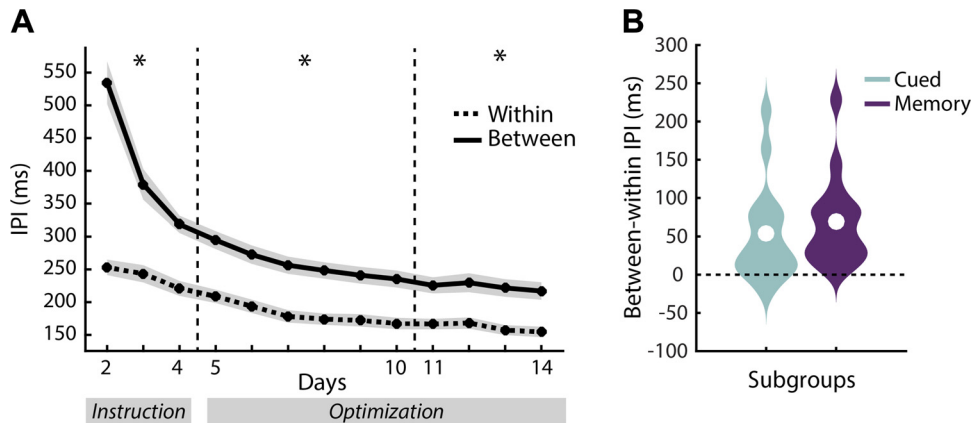 A
IPI (ms)
550
500
450
400
350
300
250
200
150
* * *
Within
Between
2 4 5 10 11 14
Days
Instruction Optimization
B
Between-within IPI (ms)
300
250
200
150
100
50
0
-50
-100
Cued
Memory
Subgroups